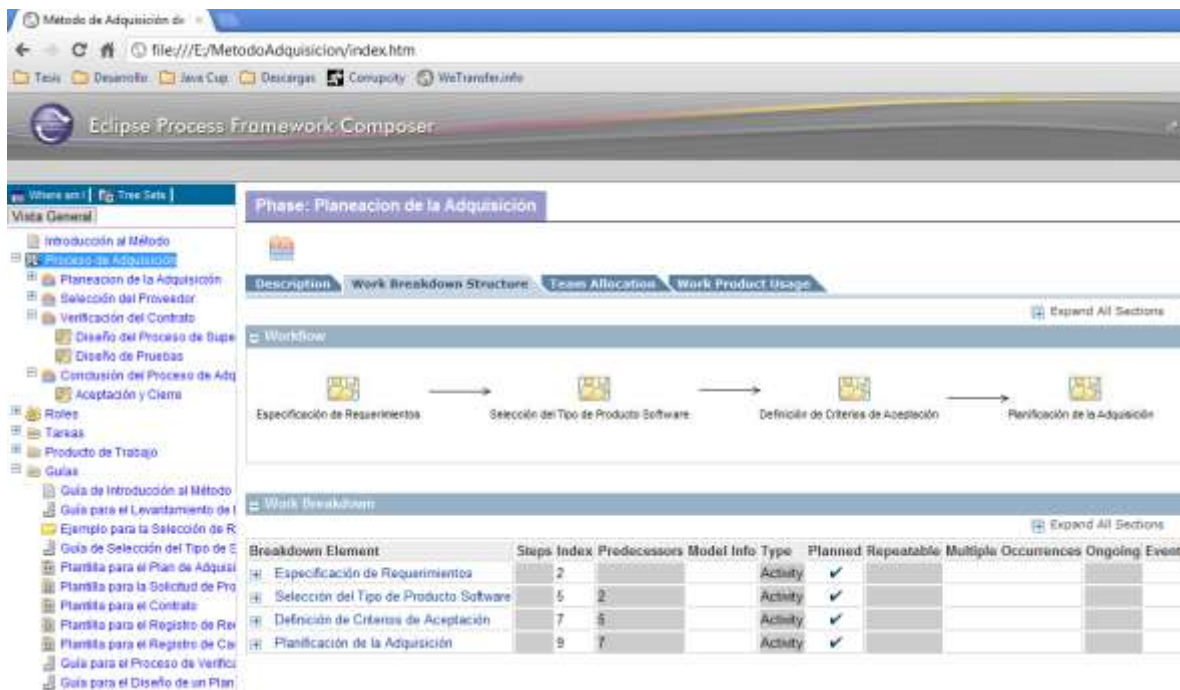 Método de Adquisición de
file:///E:/MetodoAdquisicion/index.htm
Tesis Desarrollo Java Cup Descargas Corrupcity WeTransfer.info
Eclipse Process Framework Composer
Where am I Tree Sets
Vista General
Introducción al Método
Proceso de Adquisición
Planeacion de la Adquisición
Selección del Proveedor
Verificación del Contrato
Diseño del Proceso de Supe
Diseño de Pruebas
Conclusión del Proceso de Adq
Aceptación y Cierre
Roles
Tareas
Producto de Trabajo
Guías
Guía de Introducción al Método
Guía para el Levantamiento de
Ejemplo para la Selección de R
Guía de Selección del Tipo de
Plantilla para el Plan de Adquisi
Plantilla para la Solicitud de Pro
Plantilla para el Contrato
Plantilla para el Registro de Re
Plantilla para el Registro de Ca
Guía para el Proceso de Verific
Guía para el Diseño de un Plan
Phase: Planeacion de la Adquisición
Description Work Breakdown Structure Team Allocation Work Product Usage
Expand All Sections
Workflow
Especificación de Requerimientos Selección del Tipo de Producto Software Definición de Criterios de Aceptación Planificación de la Adquisición
Work Breakdown
Expand All Sections
Breakdown Element Steps Index Predecessors Model Info Type Planned Repeatable Multiple Occurrences Ongoing Event
Especificación de Requerimientos 2 Activity ✔
Selección del Tipo de Producto Software 5 2 Activity ✔
Definición de Criterios de Aceptación 7 5 Activity ✔
Planificación de la Adquisición 9 7 Activity ✔